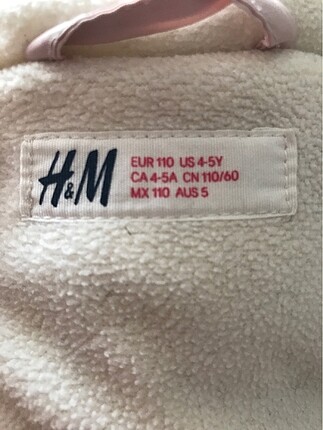 H&M
EUR 110 US 4-5Y
CA 4-5A CN 110/60
MX 110 AUS 5